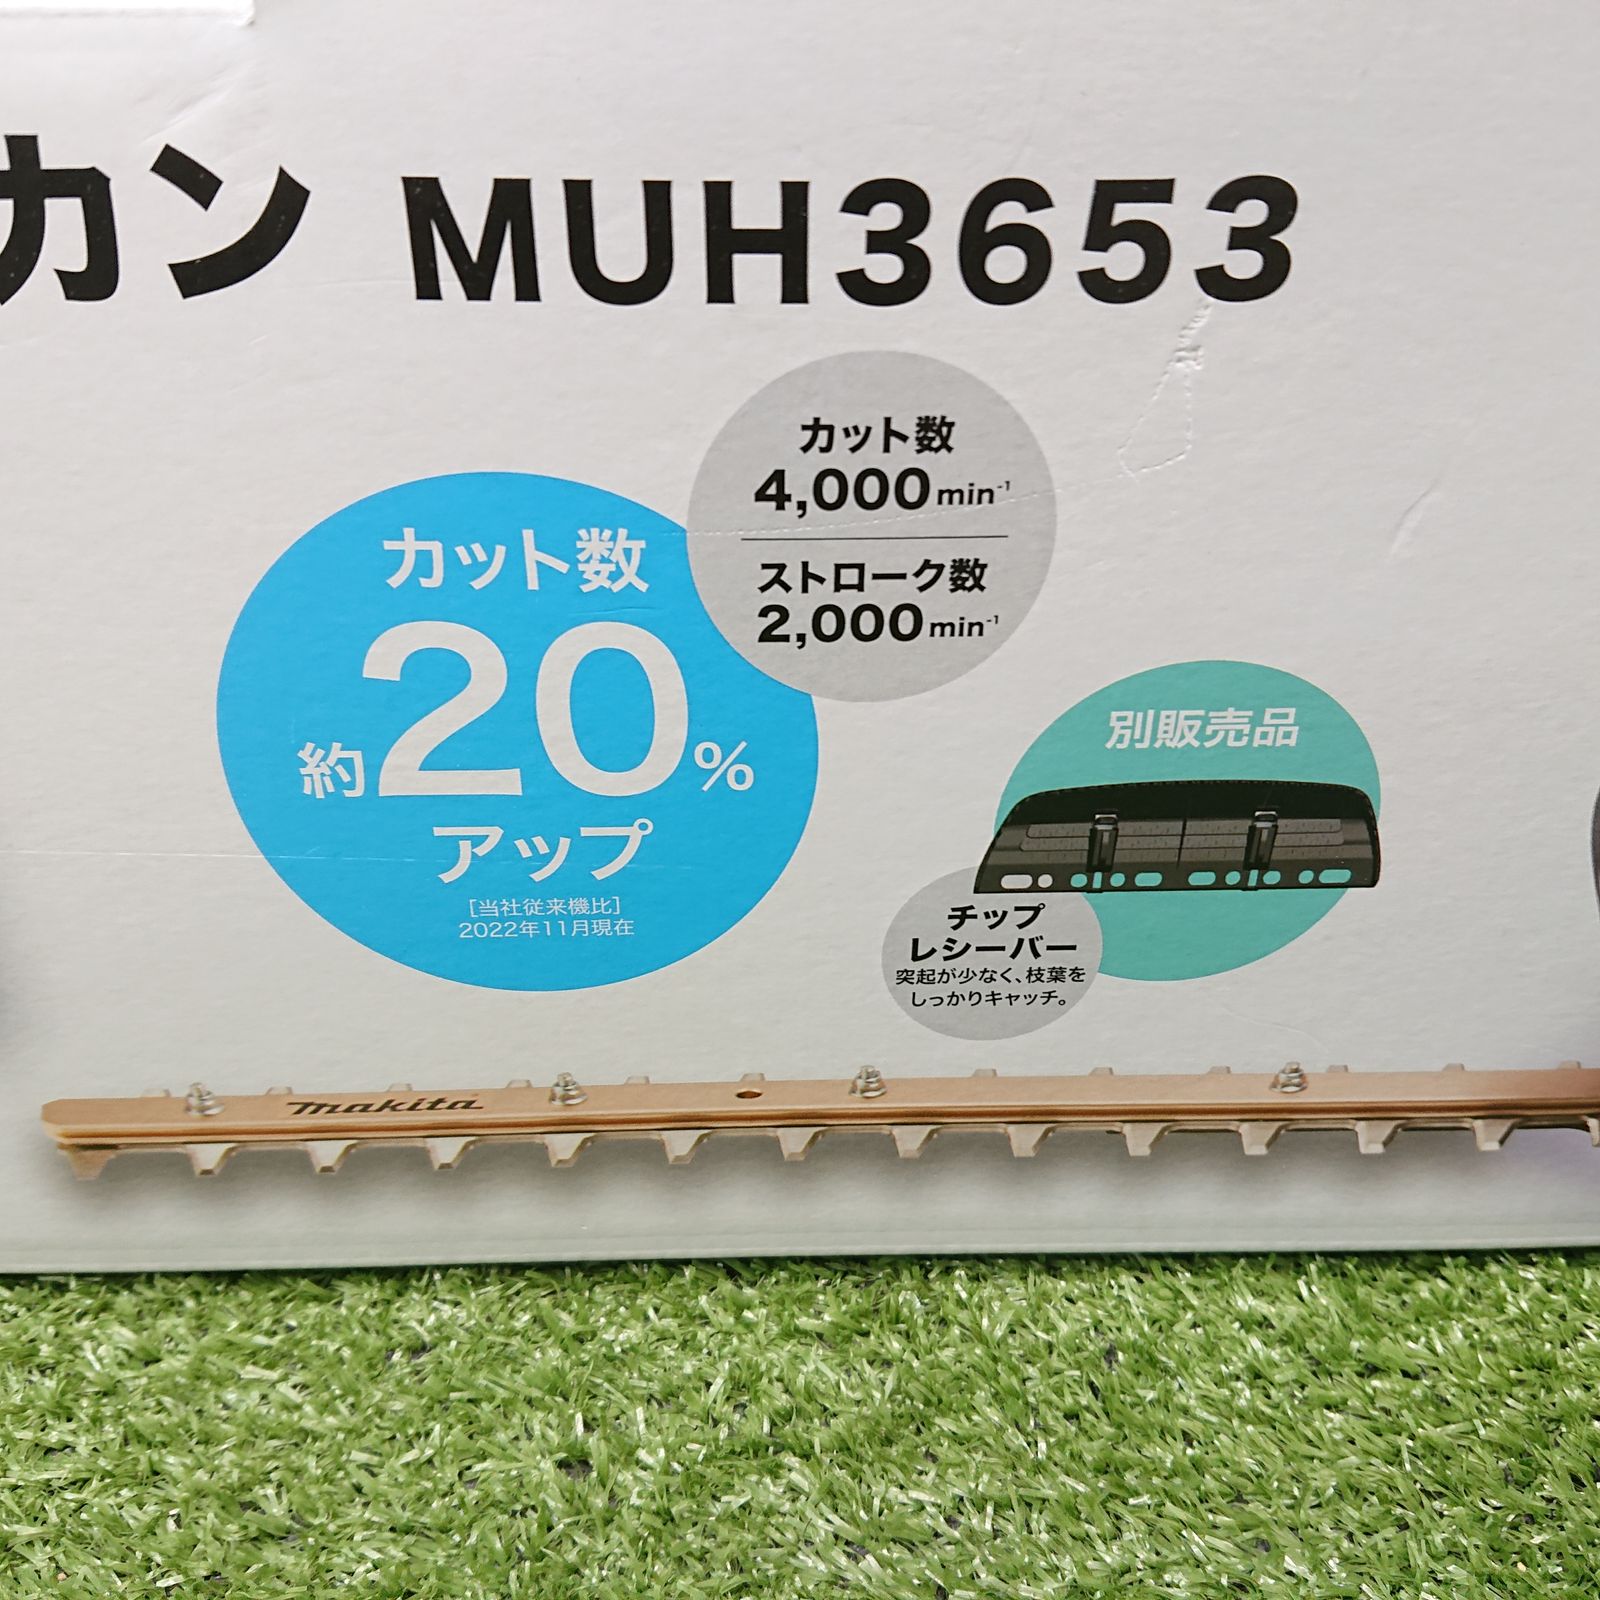 カン MUH3653
カット数
4,000min⁻¹
ストローク数
2,000min⁻¹
カット数
約20%
アップ
[当社従来機比]
2022年11月現在
別販売品
チップ
レシーバー
突起が少なく、枝葉を
しっかりキャッチ。
makita